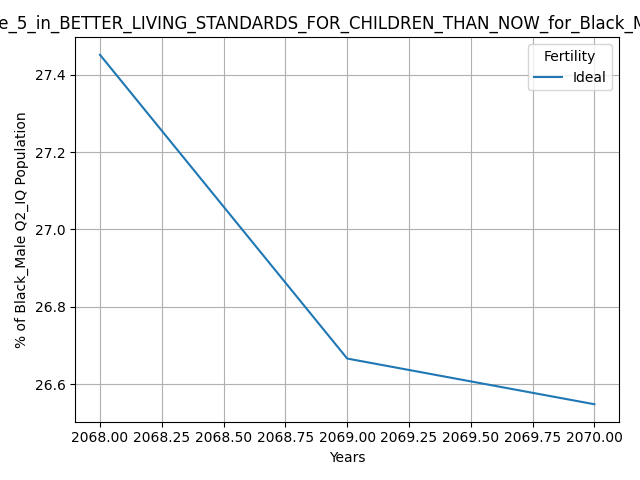 e_5_in_BETTER_LIVING_STANDARDS_FOR_CHILDREN_THAN_NOW_for_Black_M
Fertility
Ideal
27.4
27.2
27.0
26.8
26.6
% of Black_Male Q2_IQ Population
2068.00 2068.25 2068.50 2068.75 2069.00 2069.25 2069.50 2069.75 2070.00
Years